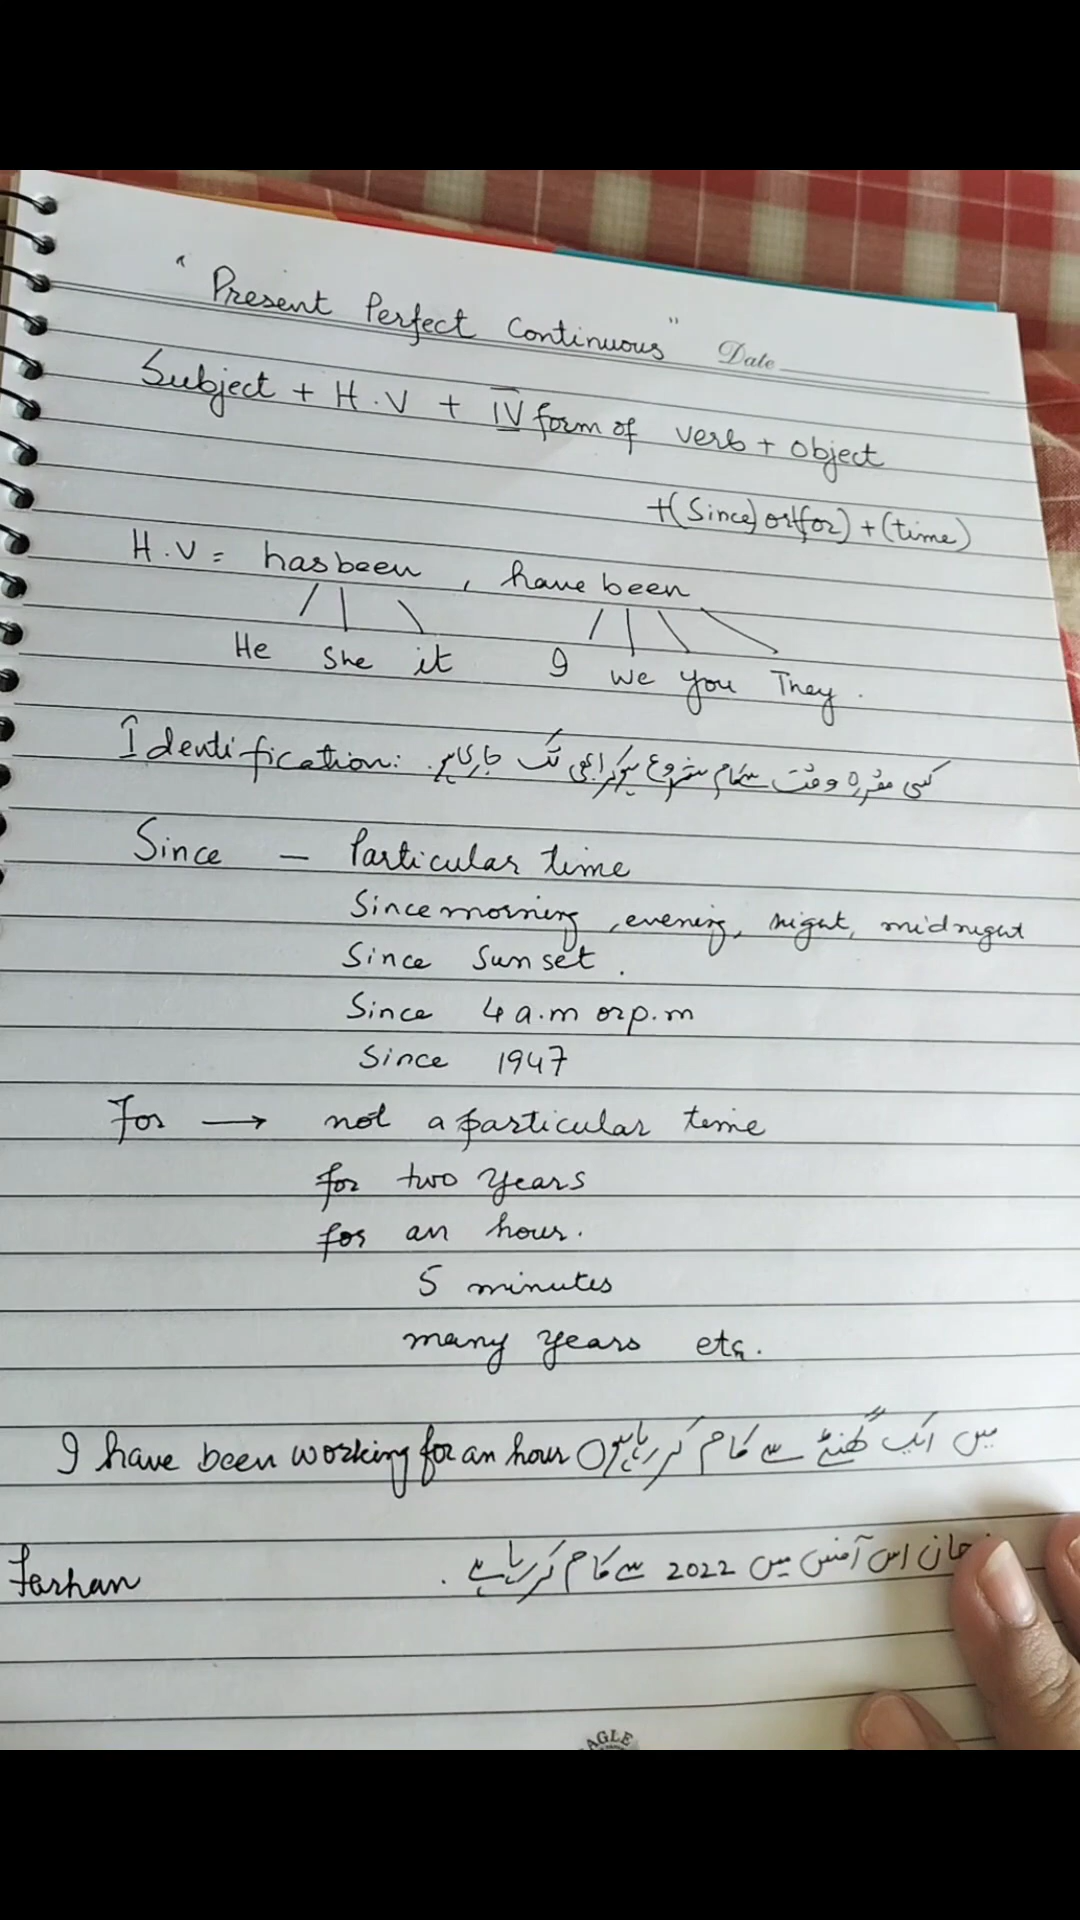 "Present Perfect Continuous"
Date
Subject + H.V + IV form of verb + object
+(Since) or (for) + (time)
H.V = has been , have been
He She it I we you They .
Identification: کسی مقررہ وقت سے کام شروع ہو کر ابھی تک جاری ہے.
Since – Particular time
Since morning , evening, night, midnight
Since Sunset .
Since 4 a.m or p.m
Since 1947
For → not a particular time
for two years
for an hour.
5 minutes
many years etc.
I have been working for an hour میں ایک گھنٹے سے کام کر رہا ہوں
Farhan اس آفس میں 2022 سے کام کر رہا ہے .
EAGLE